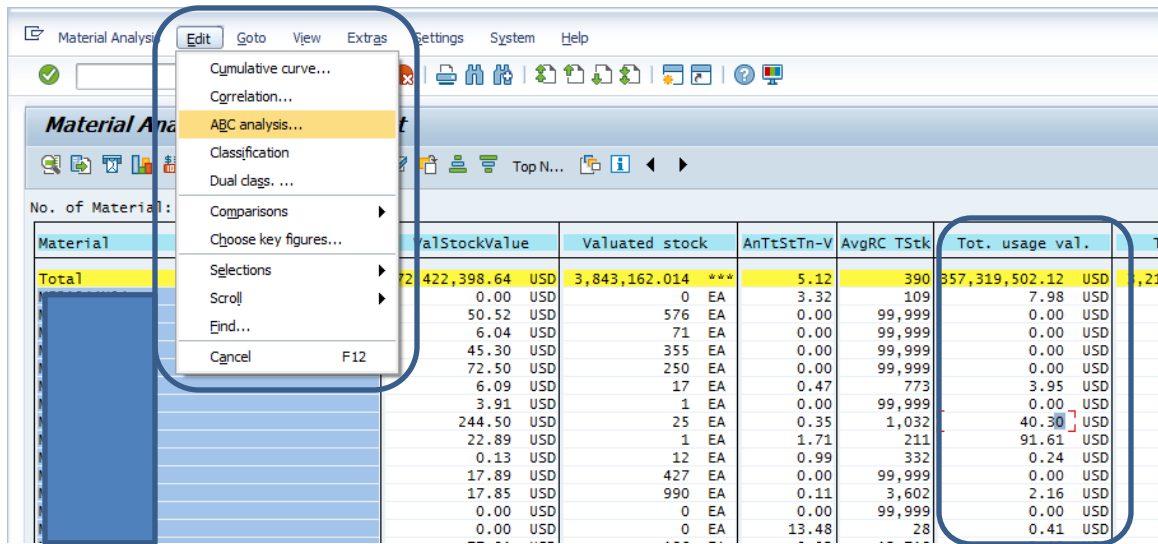 Material Analysis Edit Goto View Extras Settings System Help
Cumulative curve...
Correlation...
Material Ana
ABC analysis...
t
Classification
Top N...
Dual class. ...
No. of Material:
Comparisons
Choose key figures...
Material ValStockValue Valuated stock AnTtStTn-V AvgRC TStk Tot. usage val.
Selections
Total 72,422,398.64 USD 3,843,162.014 *** 5.12 390 357,319,502.12 USD 3,21
Scroll
0.00 USD 0 EA 3.32 109 7.98 USD
50.52 USD 576 EA 0.00 99,999 0.00 USD
Find...
6.04 USD 71 EA 0.00 99,999 0.00 USD
45.30 USD 355 EA 0.00 99,999 0.00 USD
Cancel F12
72.50 USD 250 EA 0.00 99,999 0.00 USD
6.09 USD 17 EA 0.47 773 3.95 USD
3.91 USD 1 EA 0.00 99,999 0.00 USD
244.50 USD 25 EA 0.35 1,032 40.30 USD
22.89 USD 1 EA 1.71 211 91.61 USD
0.13 USD 12 EA 0.99 332 0.24 USD
17.89 USD 427 EA 0.00 99,999 0.00 USD
17.85 USD 990 EA 0.11 3,602 2.16 USD
0.00 USD 0 EA 0.00 99,999 0.00 USD
0.00 USD 0 EA 13.48 28 0.41 USD